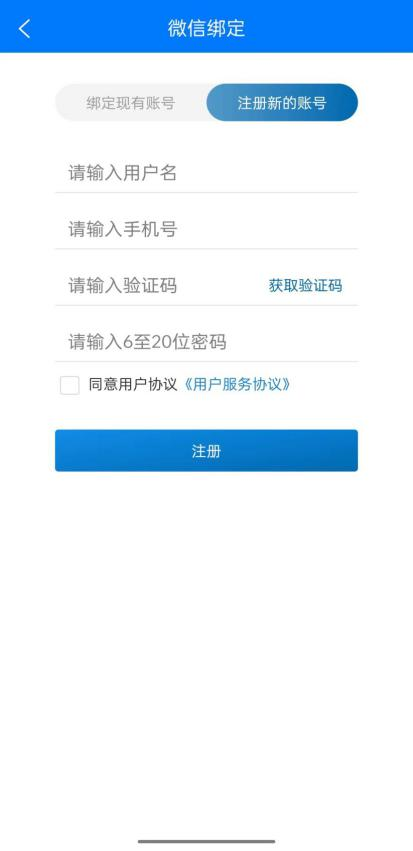 微信绑定
绑定现有账号 注册新的账号
请输入用户名
请输入手机号
请输入验证码 获取验证码
请输入6至20位密码
同意用户协议《用户服务协议》
注册